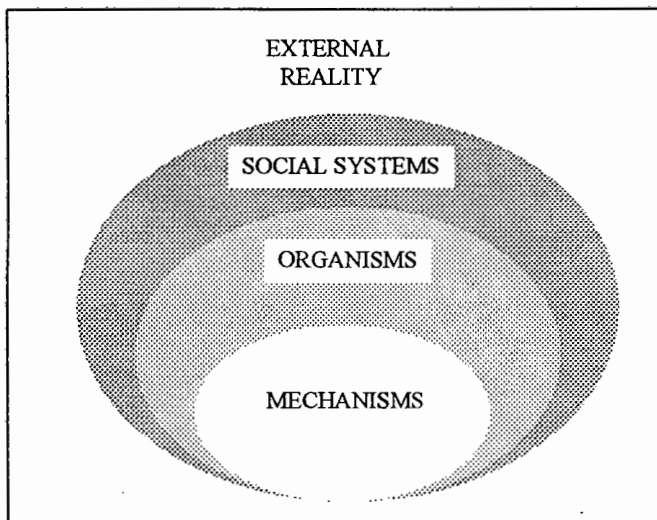 EXTERNAL
REALITY
SOCIAL SYSTEMS
ORGANISMS
MECHANISMS